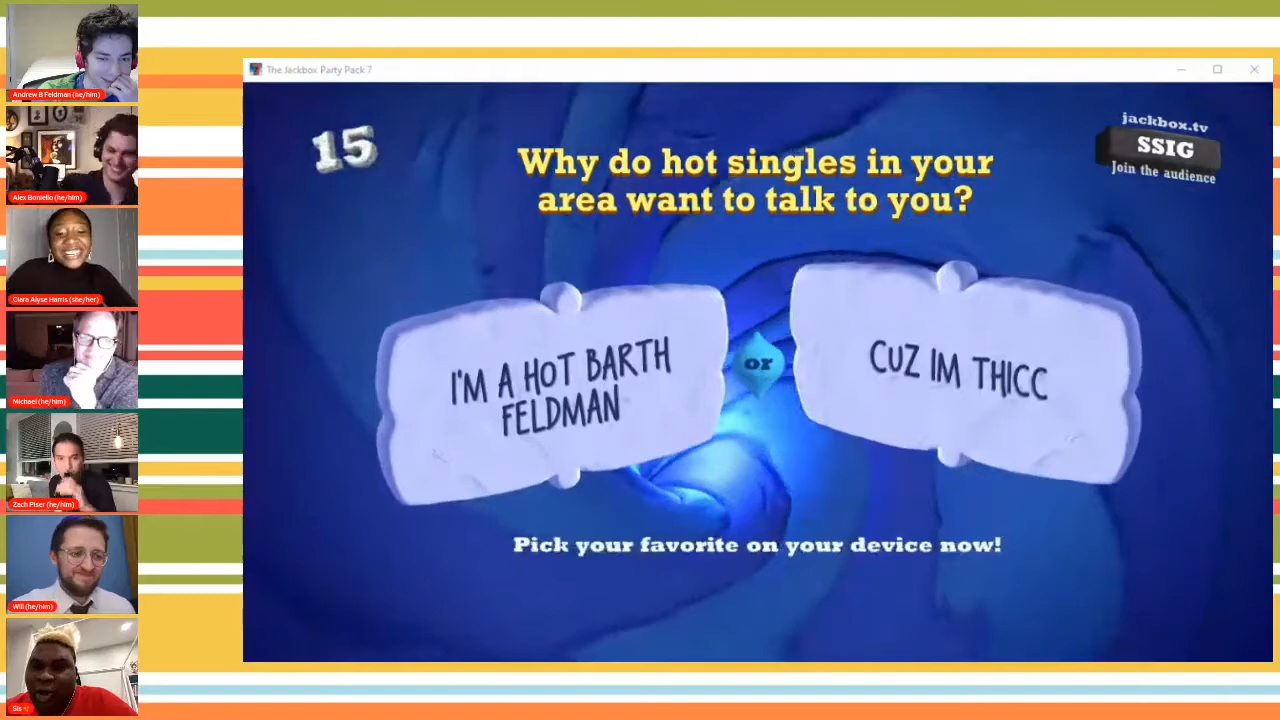 Andrew B Feldman (he/him)
Alex Boniello (he/him)
Ciara Alyse Harris (she/her)
Michael (he/him)
Zach Piser (he/him)
Will (he/him)
Sis
The Jackbox Party Pack 7
15
Why do hot singles in your
area want to talk to you?
jackbox.tv
SSIG
Join the audience
I'M A HOT BARTH
FELDMAN
or
CUZ IM THICC
Pick your favorite on your device now!